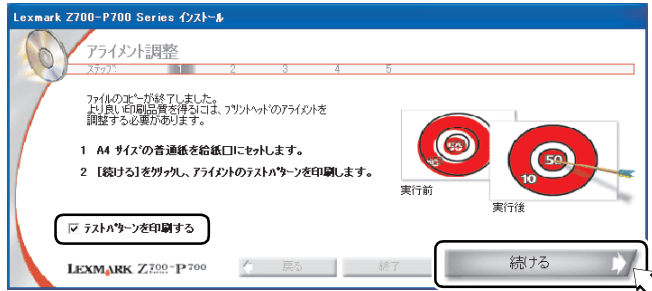 Lexmark Z700-P700 Series インストール
アライメント調整
ステップ: 1 2 3 4 5
ファイルのコピーが終了しました。
より良い印刷品質を得るには、プリントヘッドのアライメントを
調整する必要があります。
1 A4 サイズの普通紙を給紙口にセットします。
2 [続ける]をクリックし、アライメントのテストパターンを印刷します。
50
10
50
10
実行前
実行後
テストパターンを印刷する
LEXMARK Z700-P700
戻る
終了
続ける